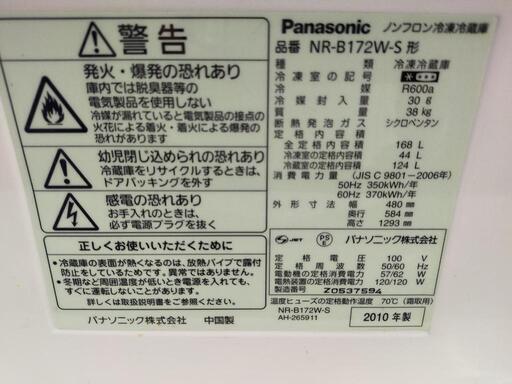 警告
発火・爆発の恐れあり
庫内では脱臭器等の
電気製品を使用しない
冷媒が漏れていると電気製品の接点の
火花による着火・着火による爆発の
恐れがあります。
幼児閉じ込められの恐れあり
冷蔵庫をリサイクルするときは、
ドアパッキングを外す
感電の恐れあり
お手入れのときは、
必ず電源プラグを抜く
正しくお使いいただくために
●冷蔵庫の表面が熱くなるのは、放熱パイプで露付
防止をしているためです。異常ではありません。
●冬期など周囲温度が低いときの運転音は
詳しくは取扱説明書をご覧ください。
パナソニック株式会社 中国製
Panasonic ノンフロン冷凍冷蔵庫
品番 NR-B172W-S 形
種類 冷凍冷蔵庫
冷凍室の記号
冷媒 R600a
冷媒封入量 30 g
質量 38 kg
断熱発泡ガス シクロペンタン
定格内容積
全定格内容積 168 L
冷凍室の定格内容積 44 L
冷蔵室の定格内容積 124 L
消費電力量 (JIS C 9801-2006年)
50Hz 350kWh/年
60Hz 370kWh/年
外形寸法 幅 480 mm
奥行 584 mm
高さ 1293 mm
JET PS E パナソニック株式会社
定格電圧 100 V
定格周波数 50/60 Hz
電動機の定格消費電力 57/62 W
電熱装置の定格消費電力 120/120 W
製造番号 Z0537594
温度ヒューズの定格動作温度 70℃ (霜取用)
NR-B172W-S
AH-265911
2010 年製